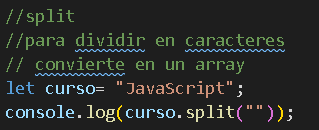 //split
//para dividir en caracteres
// convierte en un array
let curso= "JavaScript";
console.log(curso.split(""));